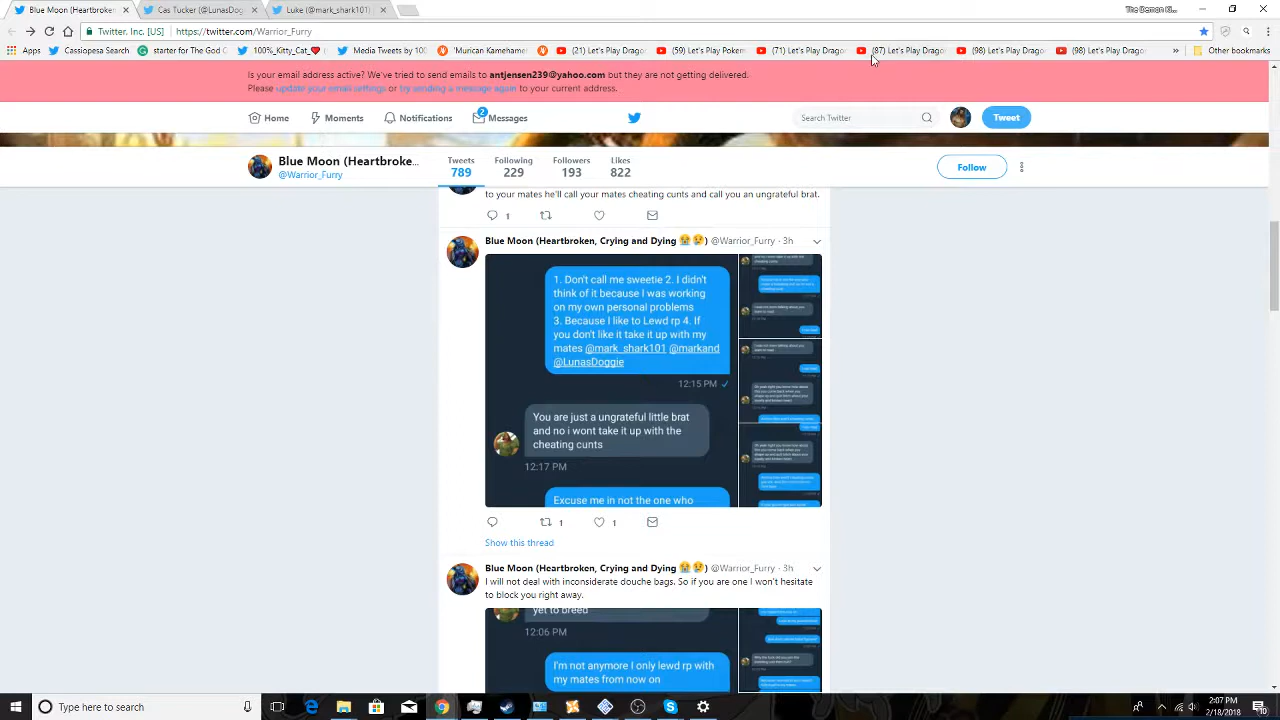 Blue Moon (Heartbroken: × Cas Tucker (@LunasDog × Luke (@mark_shark101) ×
Twitter, Inc. [US] https://twitter.com/Warrior_Furry
Apps Cassiopea Search starter for The God O 100%_Kity_Cat_ Media Tweets by 100 'Murican Kamename (21) Let's Play Drago (59) Let's Play Pokem (71) Let's Play Drago (87) Let's Play Drago (98) Let's Play Drago (98) Let's Play Drago » Other
Is your email address active? We've tried to send emails to antjensen239@yahoo.com but they are not getting delivered.
Please update your email settings or try sending a message again to your current address.
Home Moments Notifications 2 Messages Search Twitter Tweet
Blue Moon (Heartbroke...
@Warrior_Furry
Tweets Following Followers Likes
789 229 193 822
Follow
to your mates he'll call your mates cheating cunts and call you an ungrateful brat.
1
Blue Moon (Heartbroken, Crying and Dying 😭😢) @Warrior_Furry · 3h
1. Don't call me sweetie 2. I didn't
think of it because I was working
on my own personal problems
3. Because I like to Lewd rp 4. If
you don't like it take it up with my
mates @mark_shark101 @markand
@LunasDoggie
12:15 PM ✓
You are just a ungrateful little brat
and no i wont take it up with the
cheating cunts
12:17 PM
Excuse me in not the one who
1 1
Show this thread
Blue Moon (Heartbroken, Crying and Dying 😭😢) @Warrior_Furry · 3h
I will not deal with inconsiderate douche bags. So if you are one I won't hesitate
to block you right away.
yet to breed
12:06 PM
I'm not anymore I only lewd rp with
my mates from now on
Search
2:07 PM
2/18/2018